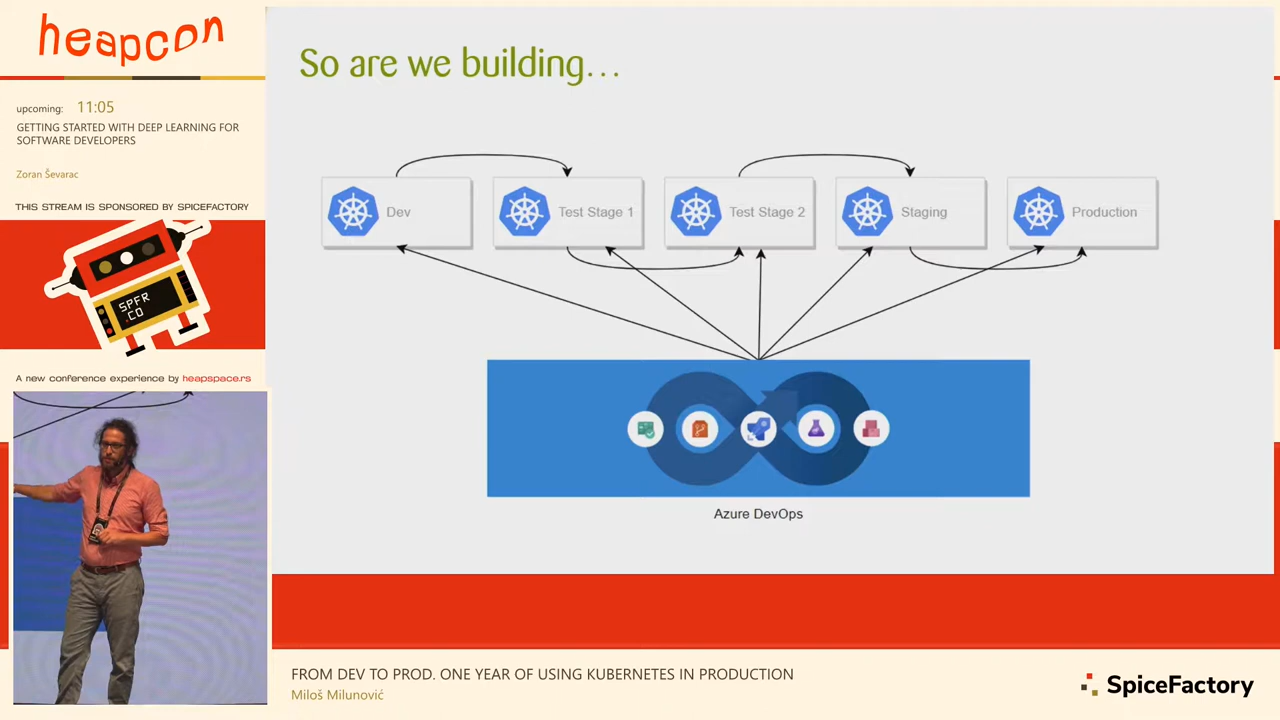 heapcon
upcoming: 11:05
GETTING STARTED WITH DEEP LEARNING FOR
SOFTWARE DEVELOPERS
Zoran Ševarac
THIS STREAM IS SPONSORED BY SPICEFACTORY
SPFR
.CO
A new conference experience by heapspace.rs
So are we building...
Dev
Test Stage 1
Test Stage 2
Staging
Production
Azure DevOps
FROM DEV TO PROD. ONE YEAR OF USING KUBERNETES IN PRODUCTION
Miloš Milunović
SpiceFactory